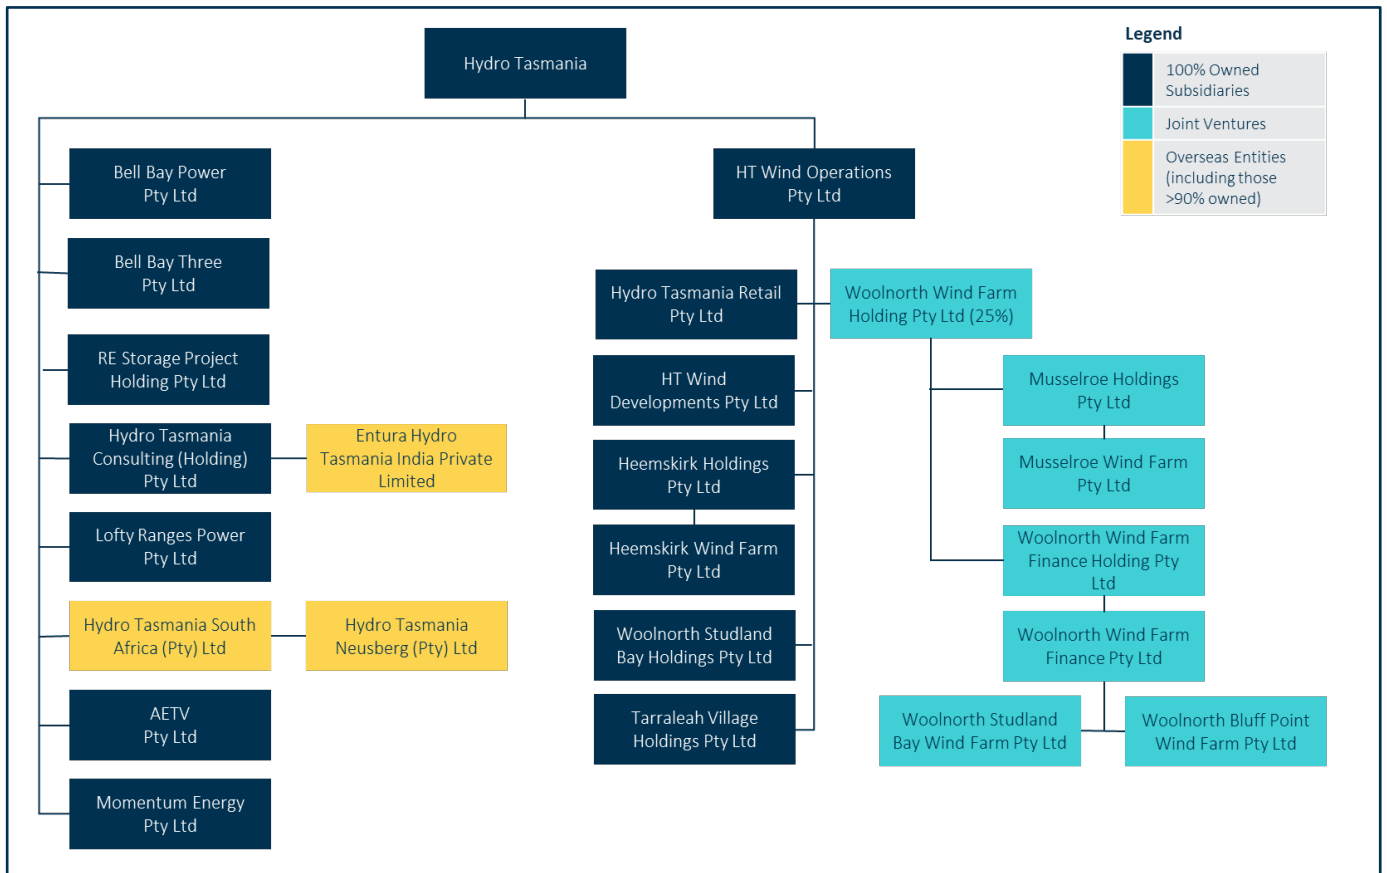 Hydro Tasmania
Legend
100% Owned
Subsidiaries
Joint Ventures
Overseas Entities
(including those
>90% owned)
Bell Bay Power
Pty Ltd
Bell Bay Three
Pty Ltd
RE Storage Project
Holding Pty Ltd
Hydro Tasmania
Consulting (Holding)
Pty Ltd
Entura Hydro
Tasmania India Private
Limited
Lofty Ranges Power
Pty Ltd
Hydro Tasmania South
Africa (Pty) Ltd
Hydro Tasmania
Neusberg (Pty) Ltd
AETV
Pty Ltd
Momentum Energy
Pty Ltd
HT Wind Operations
Pty Ltd
Hydro Tasmania Retail
Pty Ltd
HT Wind
Developments Pty Ltd
Heemskirk Holdings
Pty Ltd
Heemskirk Wind Farm
Pty Ltd
Woolnorth Studland
Bay Holdings Pty Ltd
Tarraleah Village
Holdings Pty Ltd
Woolnorth Wind Farm
Holding Pty Ltd (25%)
Musselroe Holdings
Pty Ltd
Musselroe Wind Farm
Pty Ltd
Woolnorth Wind Farm
Finance Holding Pty
Ltd
Woolnorth Wind Farm
Finance Pty Ltd
Woolnorth Studland
Bay Wind Farm Pty Ltd
Woolnorth Bluff Point
Wind Farm Pty Ltd